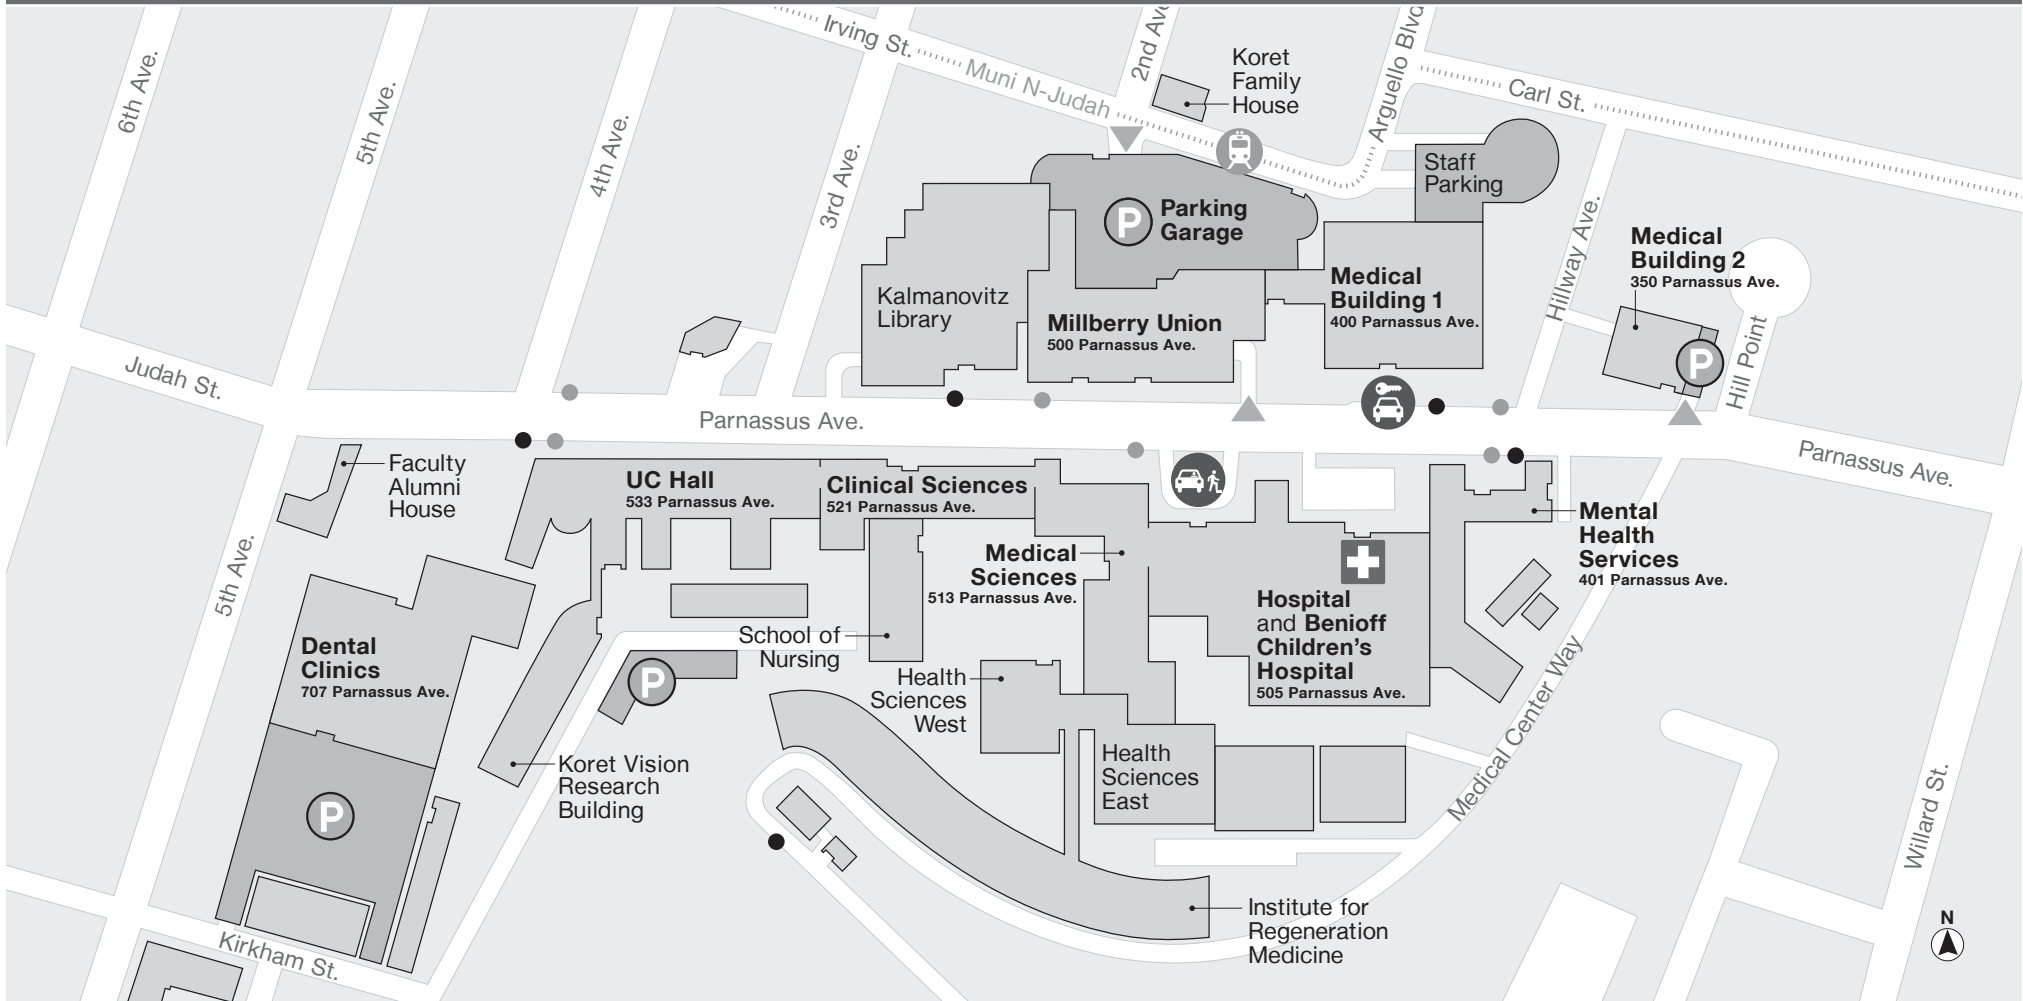 6th Ave.
5th Ave.
4th Ave.
3rd Ave.
Irving St.
Muni N-Judah
2nd Ave
Koret
Family
House
Arguello Blvd
Carl St.
Staff
Parking
P
Parking
Garage
Hillway Ave.
Medical
Building 2
350 Parnassus Ave.
P
Hill Point
Kalmanovitz
Library
Millberry Union
500 Parnassus Ave.
Medical
Building 1
400 Parnassus Ave.
Judah St.
Parnassus Ave.
Parnassus Ave.
Faculty
Alumni
House
UC Hall
533 Parnassus Ave.
Clinical Sciences
521 Parnassus Ave.
Medical
Sciences
513 Parnassus Ave.
Mental
Health
Services
401 Parnassus Ave.
Hospital
and Benioff
Children's
Hospital
505 Parnassus Ave.
5th Ave.
Dental
Clinics
707 Parnassus Ave.
School of
Nursing
P
Health
Sciences
West
Koret Vision
Research
Building
Health
Sciences
East
Medical Center Way
P
Willard St.
Institute for
Regeneration
Medicine
Kirkham St.
N